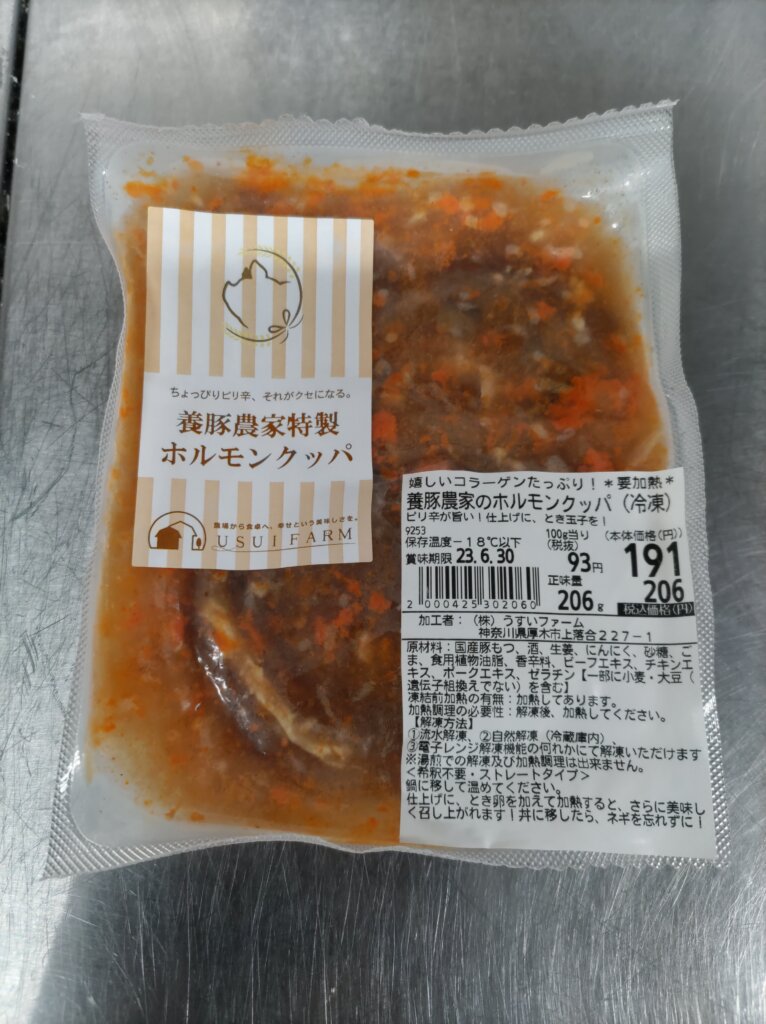 ちょっぴりピリ辛、それがクセになる。
養豚農家特製
ホルモンクッパ
農場から食卓へ、幸せという美味しさを。
USUI FARM
嬉しいコラーゲンたっぷり！＊要加熱＊
養豚農家のホルモンクッパ（冷凍）
ピリ辛が旨い！仕上げに、とき玉子を！
9253
保存温度－18℃以下
賞味期限 23.6.30
100g当り
(税抜)
93円
(本体価格(円))
191
正味量
206g
206
税込価格(円)
2 000425 302060
加工者：（株）うすいファーム
神奈川県厚木市上落合２２７－１
原材料：国産豚もつ、酒、生姜、にんにく、砂糖、ご
ま、食用植物油脂、香辛料、ビーフエキス、チキンエ
キス、ポークエキス、ゼラチン【一部に小麦・大豆（
遺伝子組換えでない）を含む】
凍結前加熱の有無：加熱してあります。
加熱調理の必要性：解凍後、加熱してください。
【解凍方法】
①流水解凍、②自然解凍（冷蔵庫内）
③電子レンジ解凍機能の何れかにて解凍いただけます
※湯煎での解凍及び加熱調理は出来ません。
＜希釈不要・ストレートタイプ＞
鍋に移して温めてください。
仕上げに、とき卵を加えて加熱すると、さらに美味し
く召し上がれます！丼に移したら、ネギを忘れずに！